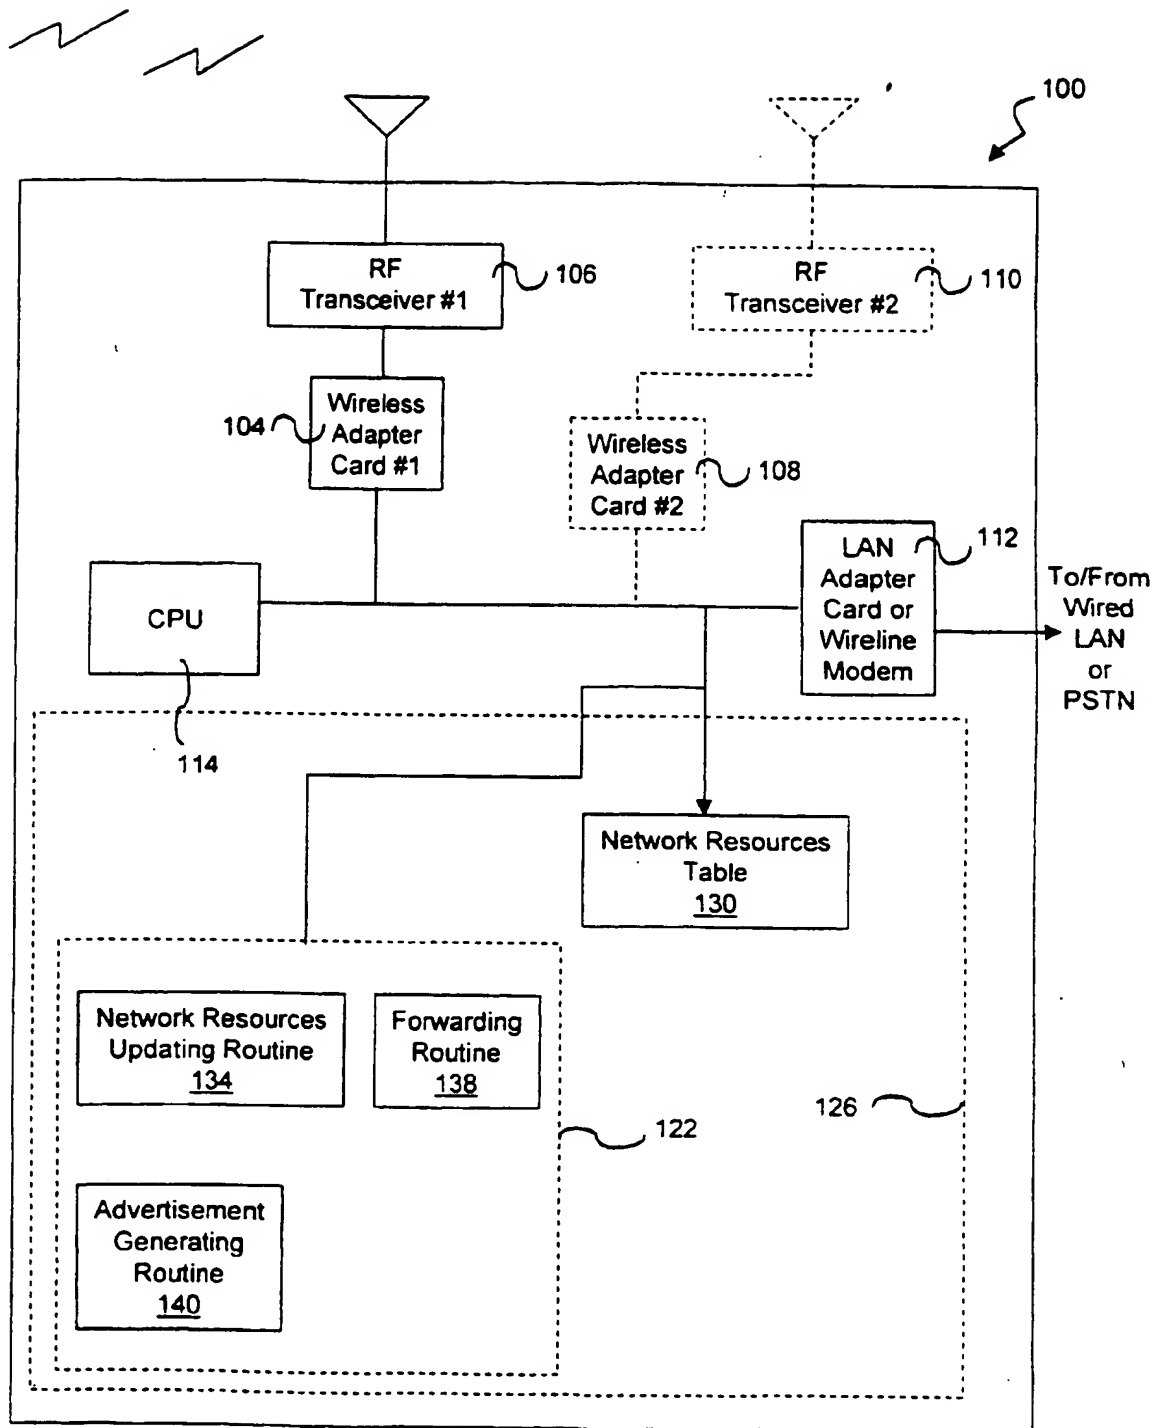 100
RF
Transceiver #1
106
RF
Transceiver #2
110
Wireless
Adapter
Card #1
104
Wireless
Adapter
Card #2
108
LAN
Adapter
Card or
Wireline
Modem
112
To/From
Wired
LAN
or
PSTN
CPU
114
Network Resources
Table
130
Network Resources
Updating Routine
134
Forwarding
Routine
138
126
122
Advertisement
Generating
Routine
140